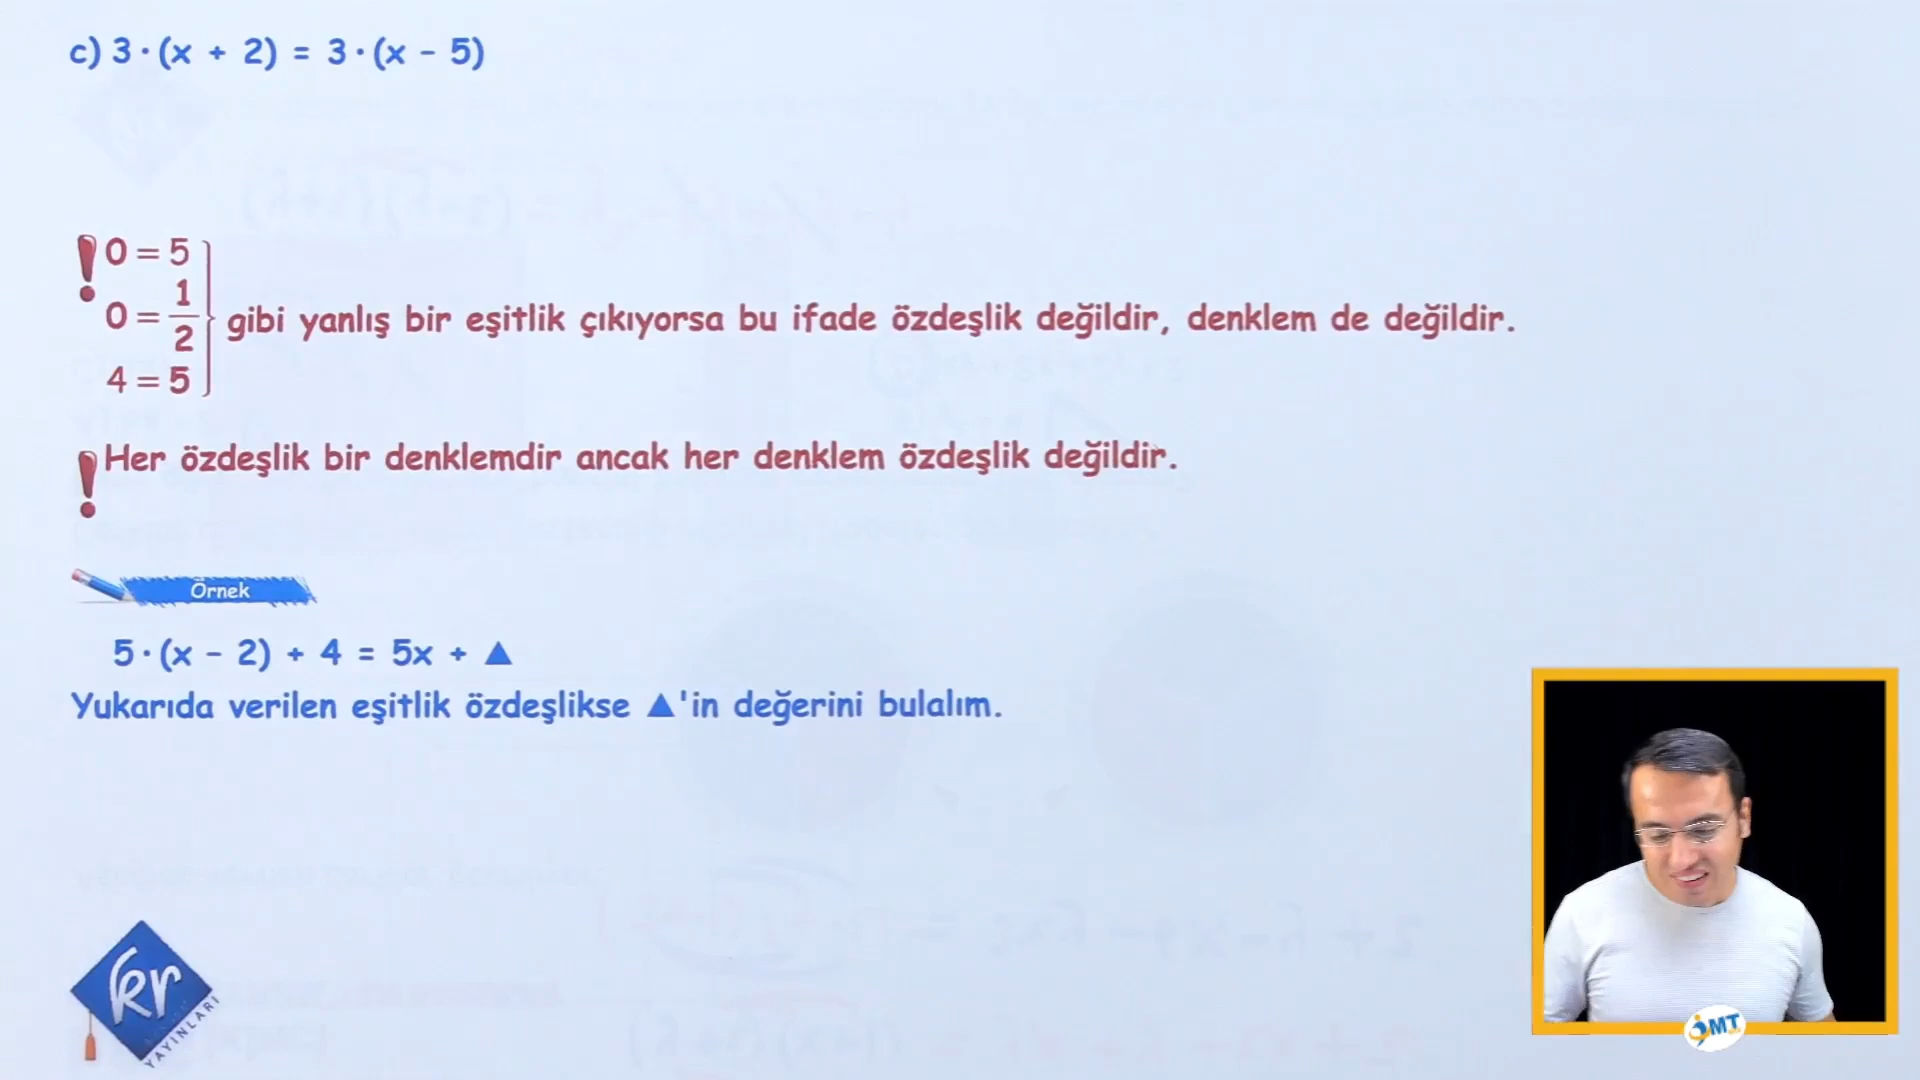 c) 3·(x + 2) = 3·(x - 5)
0 = 5
0 = 1/2
4 = 5
gibi yanlış bir eşitlik çıkıyorsa bu ifade özdeşlik değildir, denklem de değildir.
Her özdeşlik bir denklemdir ancak her denklem özdeşlik değildir.
Örnek
5·(x - 2) + 4 = 5x + ▲
Yukarıda verilen eşitlik özdeşlikse ▲'in değerini bulalım.
kr
YAYINLARI
MT